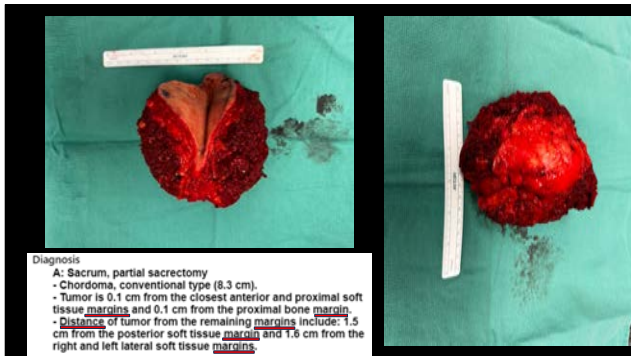 Diagnosis
A: Sacrum, partial sacrectomy
- Chordoma, conventional type (8.3 cm).
- Tumor is 0.1 cm from the closest anterior and proximal soft
tissue margins and 0.1 cm from the proximal bone margin.
- Distance of tumor from the remaining margins include: 1.5
cm from the posterior soft tissue margin and 1.6 cm from the
right and left lateral soft tissue margins.